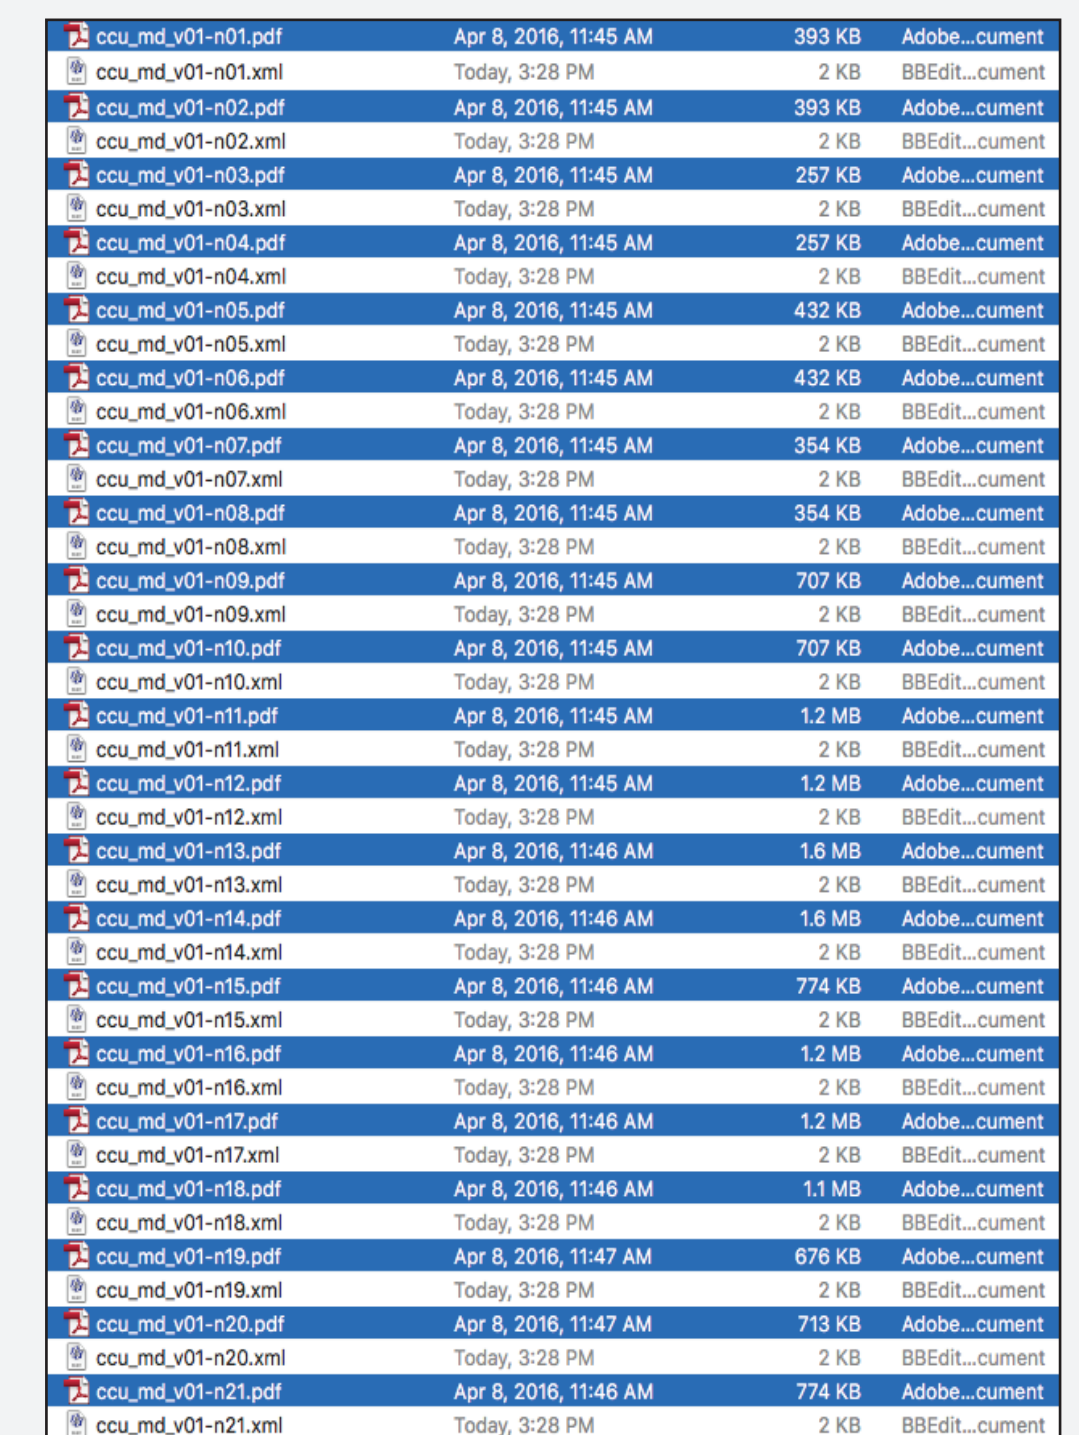 ccu_md_v01-n01.pdf Apr 8, 2016, 11:45 AM 393 KB Adobe...cument
ccu_md_v01-n01.xml Today, 3:28 PM 2 KB BBEdit...cument
ccu_md_v01-n02.pdf Apr 8, 2016, 11:45 AM 393 KB Adobe...cument
ccu_md_v01-n02.xml Today, 3:28 PM 2 KB BBEdit...cument
ccu_md_v01-n03.pdf Apr 8, 2016, 11:45 AM 257 KB Adobe...cument
ccu_md_v01-n03.xml Today, 3:28 PM 2 KB BBEdit...cument
ccu_md_v01-n04.pdf Apr 8, 2016, 11:45 AM 257 KB Adobe...cument
ccu_md_v01-n04.xml Today, 3:28 PM 2 KB BBEdit...cument
ccu_md_v01-n05.pdf Apr 8, 2016, 11:45 AM 432 KB Adobe...cument
ccu_md_v01-n05.xml Today, 3:28 PM 2 KB BBEdit...cument
ccu_md_v01-n06.pdf Apr 8, 2016, 11:45 AM 432 KB Adobe...cument
ccu_md_v01-n06.xml Today, 3:28 PM 2 KB BBEdit...cument
ccu_md_v01-n07.pdf Apr 8, 2016, 11:45 AM 354 KB Adobe...cument
ccu_md_v01-n07.xml Today, 3:28 PM 2 KB BBEdit...cument
ccu_md_v01-n08.pdf Apr 8, 2016, 11:45 AM 354 KB Adobe...cument
ccu_md_v01-n08.xml Today, 3:28 PM 2 KB BBEdit...cument
ccu_md_v01-n09.pdf Apr 8, 2016, 11:45 AM 707 KB Adobe...cument
ccu_md_v01-n09.xml Today, 3:28 PM 2 KB BBEdit...cument
ccu_md_v01-n10.pdf Apr 8, 2016, 11:45 AM 707 KB Adobe...cument
ccu_md_v01-n10.xml Today, 3:28 PM 2 KB BBEdit...cument
ccu_md_v01-n11.pdf Apr 8, 2016, 11:45 AM 1.2 MB Adobe...cument
ccu_md_v01-n11.xml Today, 3:28 PM 2 KB BBEdit...cument
ccu_md_v01-n12.pdf Apr 8, 2016, 11:45 AM 1.2 MB Adobe...cument
ccu_md_v01-n12.xml Today, 3:28 PM 2 KB BBEdit...cument
ccu_md_v01-n13.pdf Apr 8, 2016, 11:46 AM 1.6 MB Adobe...cument
ccu_md_v01-n13.xml Today, 3:28 PM 2 KB BBEdit...cument
ccu_md_v01-n14.pdf Apr 8, 2016, 11:46 AM 1.6 MB Adobe...cument
ccu_md_v01-n14.xml Today, 3:28 PM 2 KB BBEdit...cument
ccu_md_v01-n15.pdf Apr 8, 2016, 11:46 AM 774 KB Adobe...cument
ccu_md_v01-n15.xml Today, 3:28 PM 2 KB BBEdit...cument
ccu_md_v01-n16.pdf Apr 8, 2016, 11:46 AM 1.2 MB Adobe...cument
ccu_md_v01-n16.xml Today, 3:28 PM 2 KB BBEdit...cument
ccu_md_v01-n17.pdf Apr 8, 2016, 11:46 AM 1.2 MB Adobe...cument
ccu_md_v01-n17.xml Today, 3:28 PM 2 KB BBEdit...cument
ccu_md_v01-n18.pdf Apr 8, 2016, 11:46 AM 1.1 MB Adobe...cument
ccu_md_v01-n18.xml Today, 3:28 PM 2 KB BBEdit...cument
ccu_md_v01-n19.pdf Apr 8, 2016, 11:47 AM 676 KB Adobe...cument
ccu_md_v01-n19.xml Today, 3:28 PM 2 KB BBEdit...cument
ccu_md_v01-n20.pdf Apr 8, 2016, 11:47 AM 713 KB Adobe...cument
ccu_md_v01-n20.xml Today, 3:28 PM 2 KB BBEdit...cument
ccu_md_v01-n21.pdf Apr 8, 2016, 11:46 AM 774 KB Adobe...cument
ccu_md_v01-n21.xml Today, 3:28 PM 2 KB BBEdit...cument